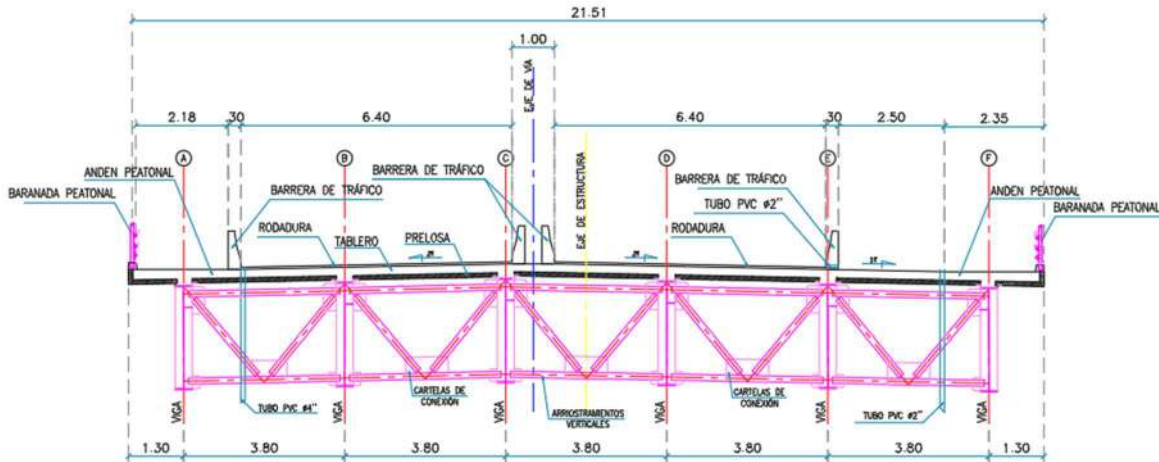 21.51
1.00
EJE DE VÍA
2.18 30 6.40 6.40 30 2.50 2.35
A B C D E F
ANDEN PEATONAL
BARANADA PEATONAL
BARRERA DE TRÁFICO
BARRERA DE TRÁFICO
RODADURA
TABLERO
PRELOSA
EJE DE ESTRUCTURA
BARRERA DE TRÁFICO
TUBO PVC ø2''
RODADURA
ANDEN PEATONAL
BARANADA PEATONAL
CARTELAS DE
CONEXIÓN
ARRIOSTRAMIENTOS
VERTICALES
CARTELAS DE
CONEXIÓN
TUBO PVC ø4''
TUBO PVC ø2''
VIGA VIGA VIGA VIGA VIGA VIGA
1.30 3.80 3.80 3.80 3.80 3.80 1.30